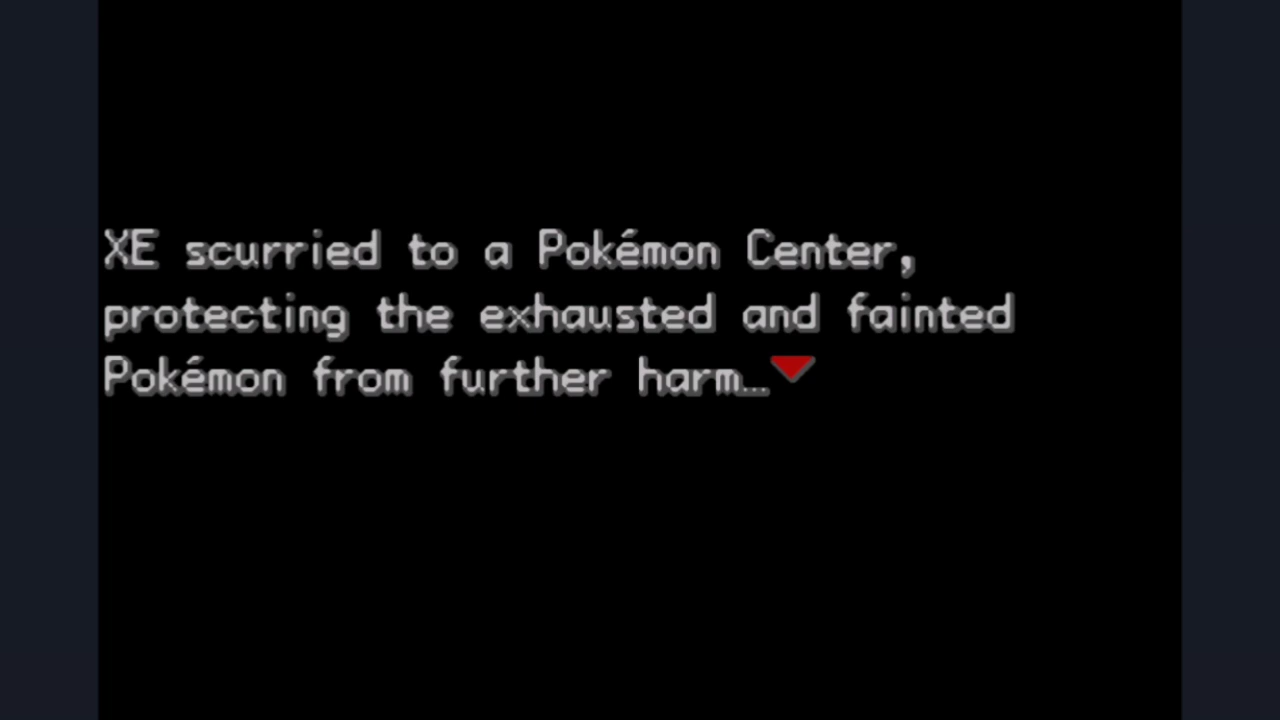 XE scurried to a Pokémon Center,
protecting the exhausted and fainted
Pokémon from further harm…